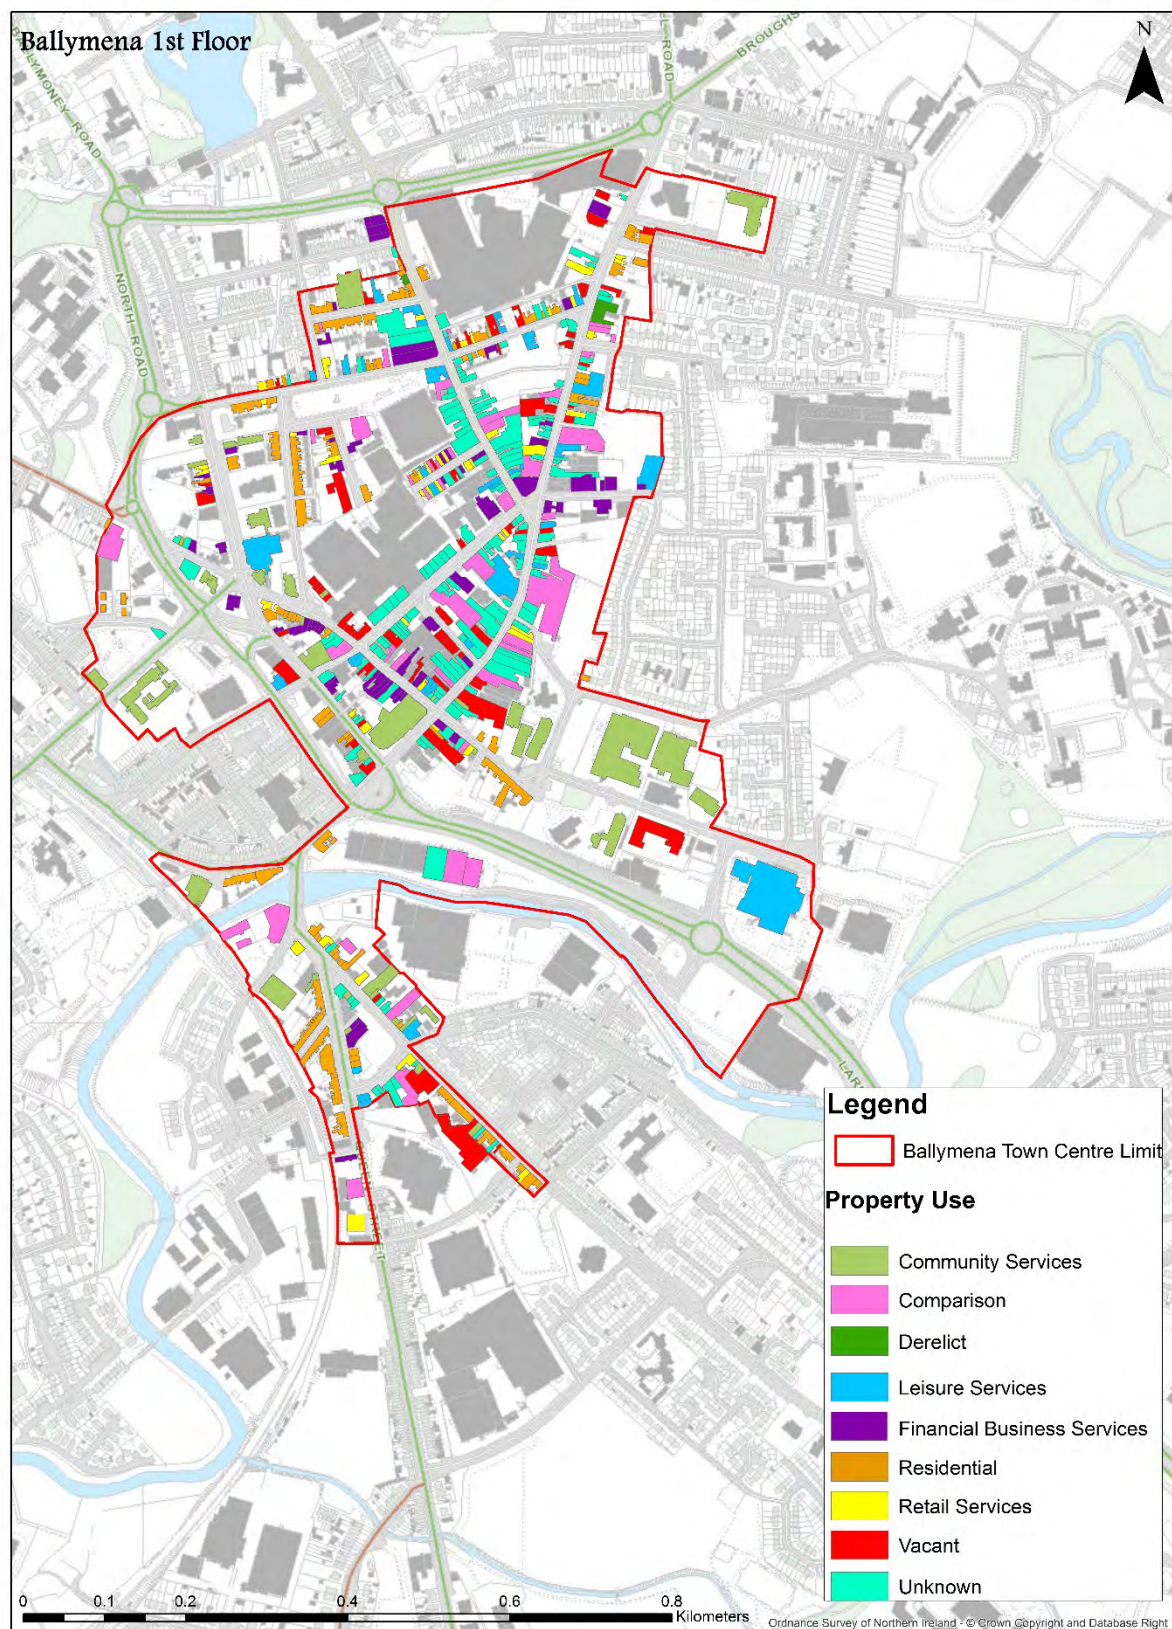 Ballymena 1st Floor
N
BALLYMONEY ROAD
ROAD
NORTH ROAD
Legend
Ballymena Town Centre Limit
Property Use
Community Services
Comparison
Derelict
Leisure Services
Financial Business Services
Residential
Retail Services
Vacant
Unknown
0 0.1 0.2 0.4 0.6 0.8
Kilometers
Ordnance Survey of Northern Ireland - © Crown Copyright and Database Right